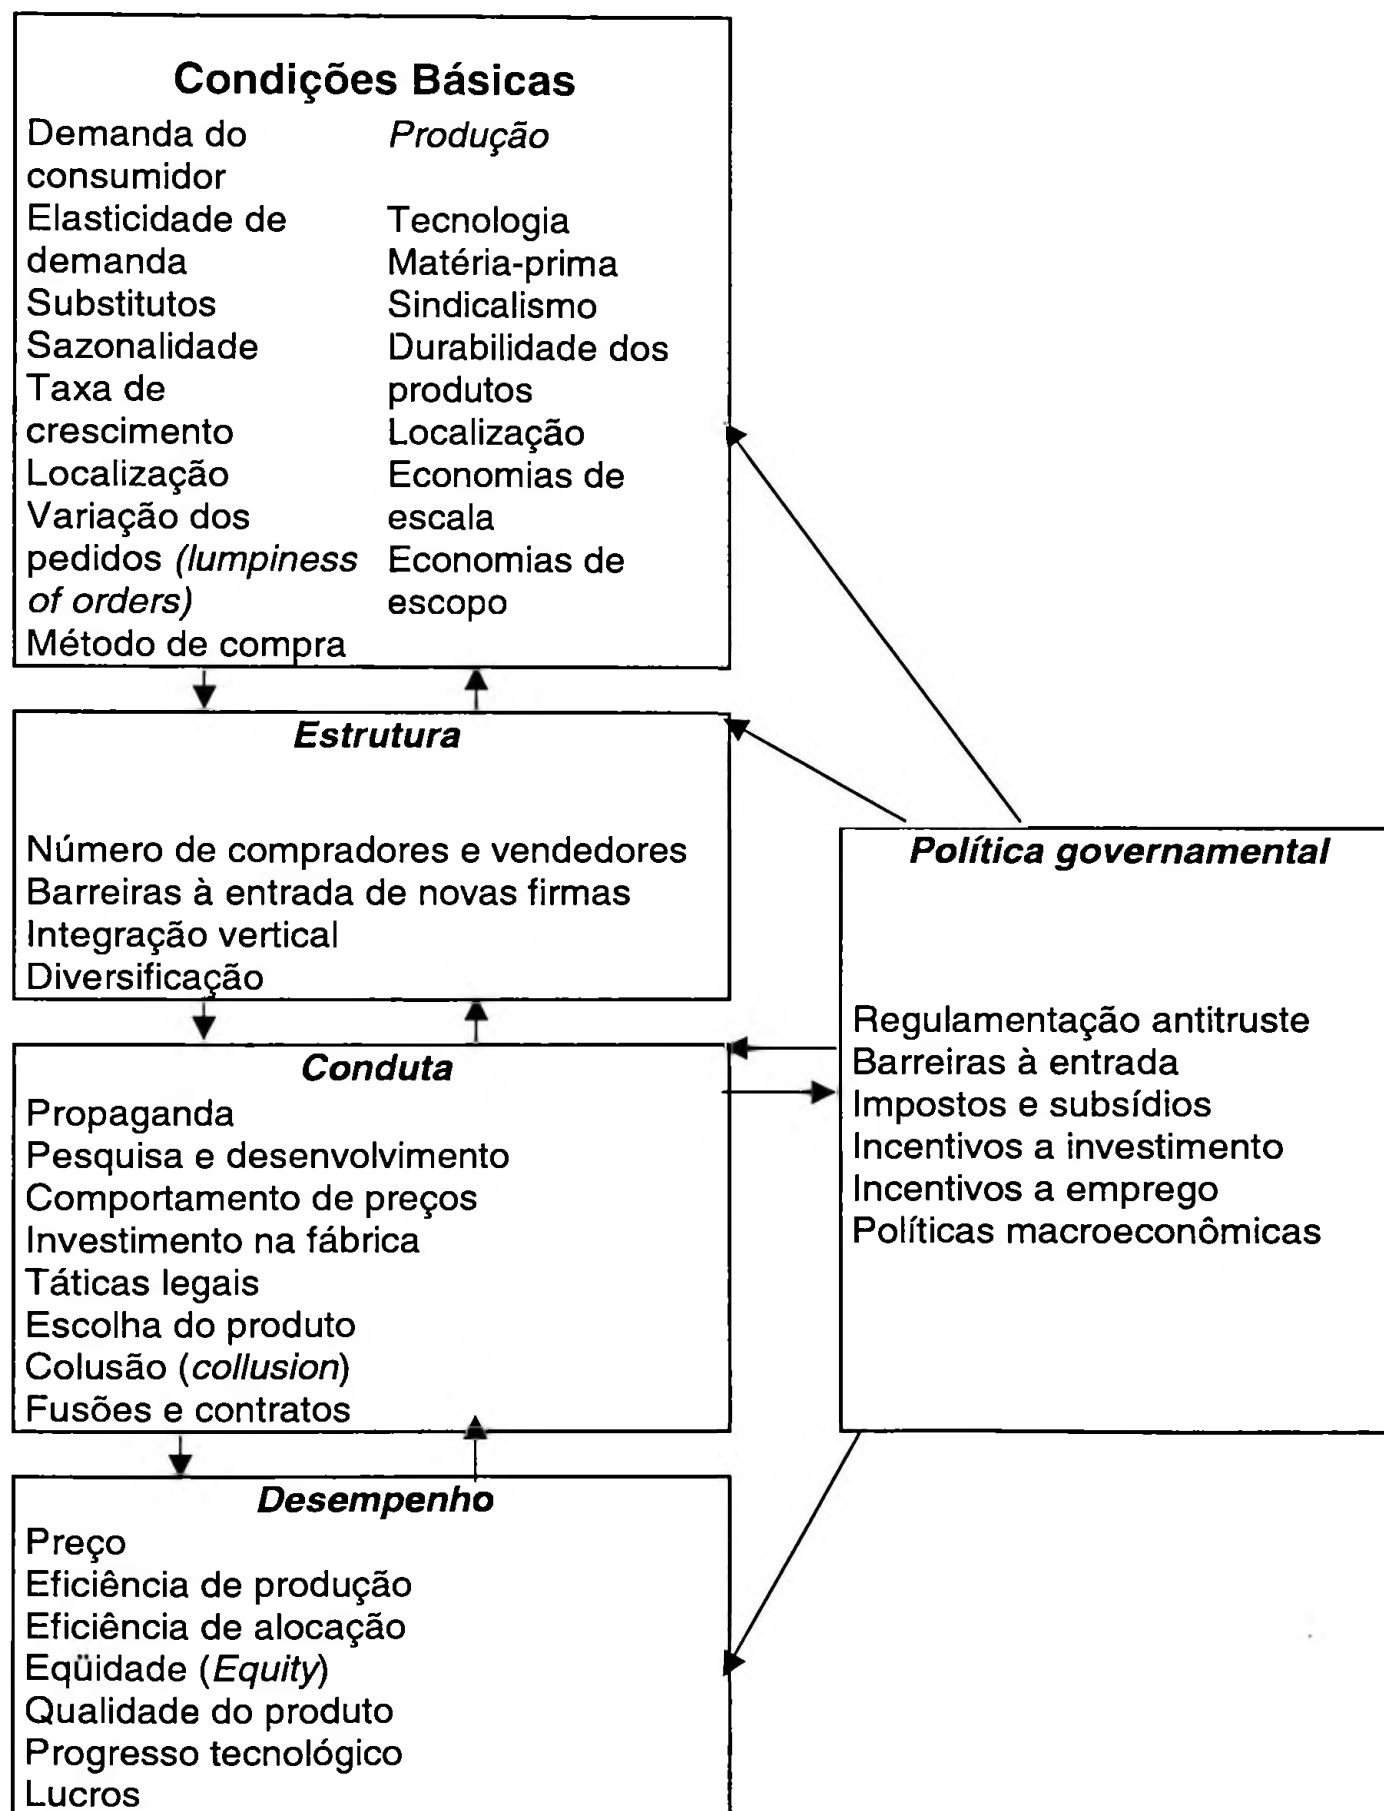 Condições Básicas
Demanda do
consumidor
Elasticidade de
demanda
Substitutos
Sazonalidade
Taxa de
crescimento
Localização
Variação dos
pedidos (lumpiness
of orders)
Método de compra
Produção
Tecnologia
Matéria-prima
Sindicalismo
Durabilidade dos
produtos
Localização
Economias de
escala
Economias de
escopo
Estrutura
Número de compradores e vendedores
Barreiras à entrada de novas firmas
Integração vertical
Diversificação
Conduta
Propaganda
Pesquisa e desenvolvimento
Comportamento de preços
Investimento na fábrica
Táticas legais
Escolha do produto
Colusão (collusion)
Fusões e contratos
Política governamental
Regulamentação antitruste
Barreiras à entrada
Impostos e subsídios
Incentivos a investimento
Incentivos a emprego
Políticas macroeconômicas
Desempenho
Preço
Eficiência de produção
Eficiência de alocação
Eqüidade (Equity)
Qualidade do produto
Progresso tecnológico
Lucros